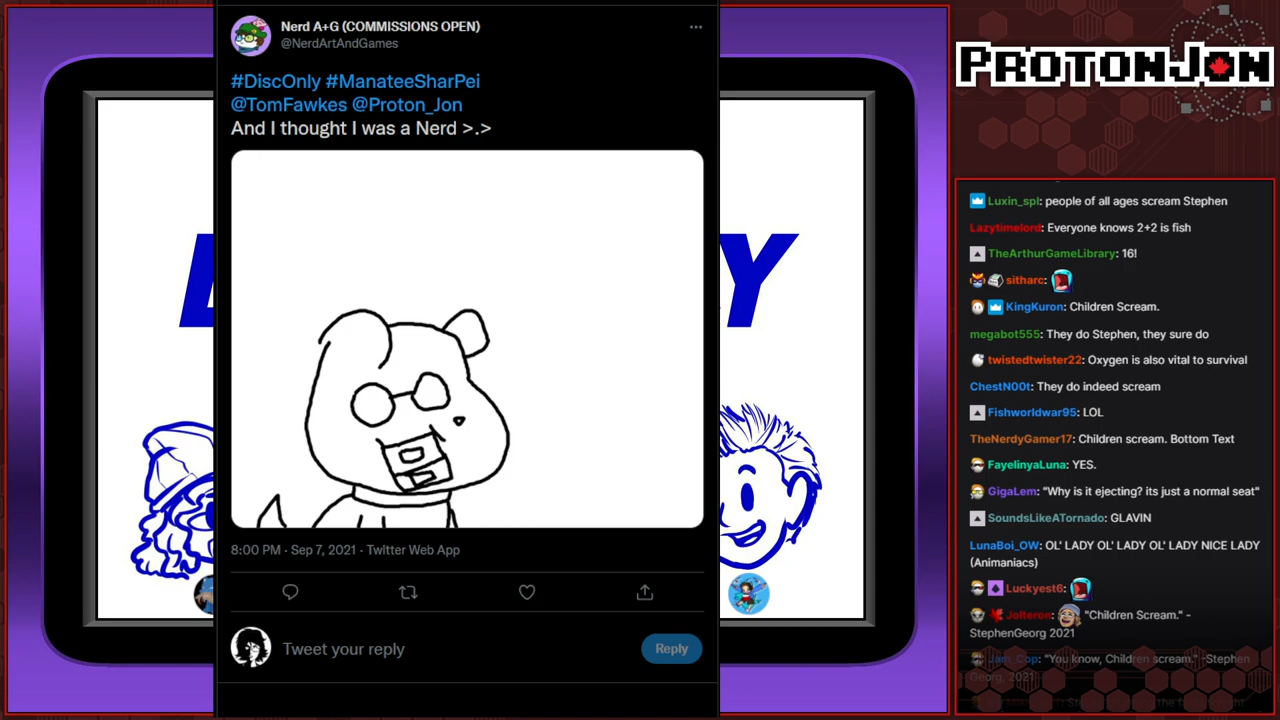 Nerd A+G (COMMISSIONS OPEN)
@NerdArtAndGames
#DiscOnly #ManateeSharPei
@TomFawkes @Proton_Jon
And I thought I was a Nerd >.>
8:00 PM · Sep 7, 2021 · Twitter Web App
Tweet your reply
Reply
Y
PROTONJON
Luxin_spl: people of all ages scream Stephen
Lazytimelord: Everyone knows 2+2 is fish
TheArthurGameLibrary: 16!
sitharc:
KingKuron: Children Scream.
megabot555: They do Stephen, they sure do
twistedtwister22: Oxygen is also vital to survival
ChestN00t: They do indeed scream
Fishworldwar95: LOL
TheNerdyGamer17: Children scream. Bottom Text
FayelinyaLuna: YES.
GigaLem: "Why is it ejecting? its just a normal seat"
SoundsLikeATornado: GLAVIN
LunaBoi_OW: OL' LADY OL' LADY OL' LADY NICE LADY
(Animaniacs)
Luckyest6:
Jolteron: "Children Scream." -
StephenGeorg 2021
Jam_Cop: "You know, Children scream." -Stephen
Georg, 2021